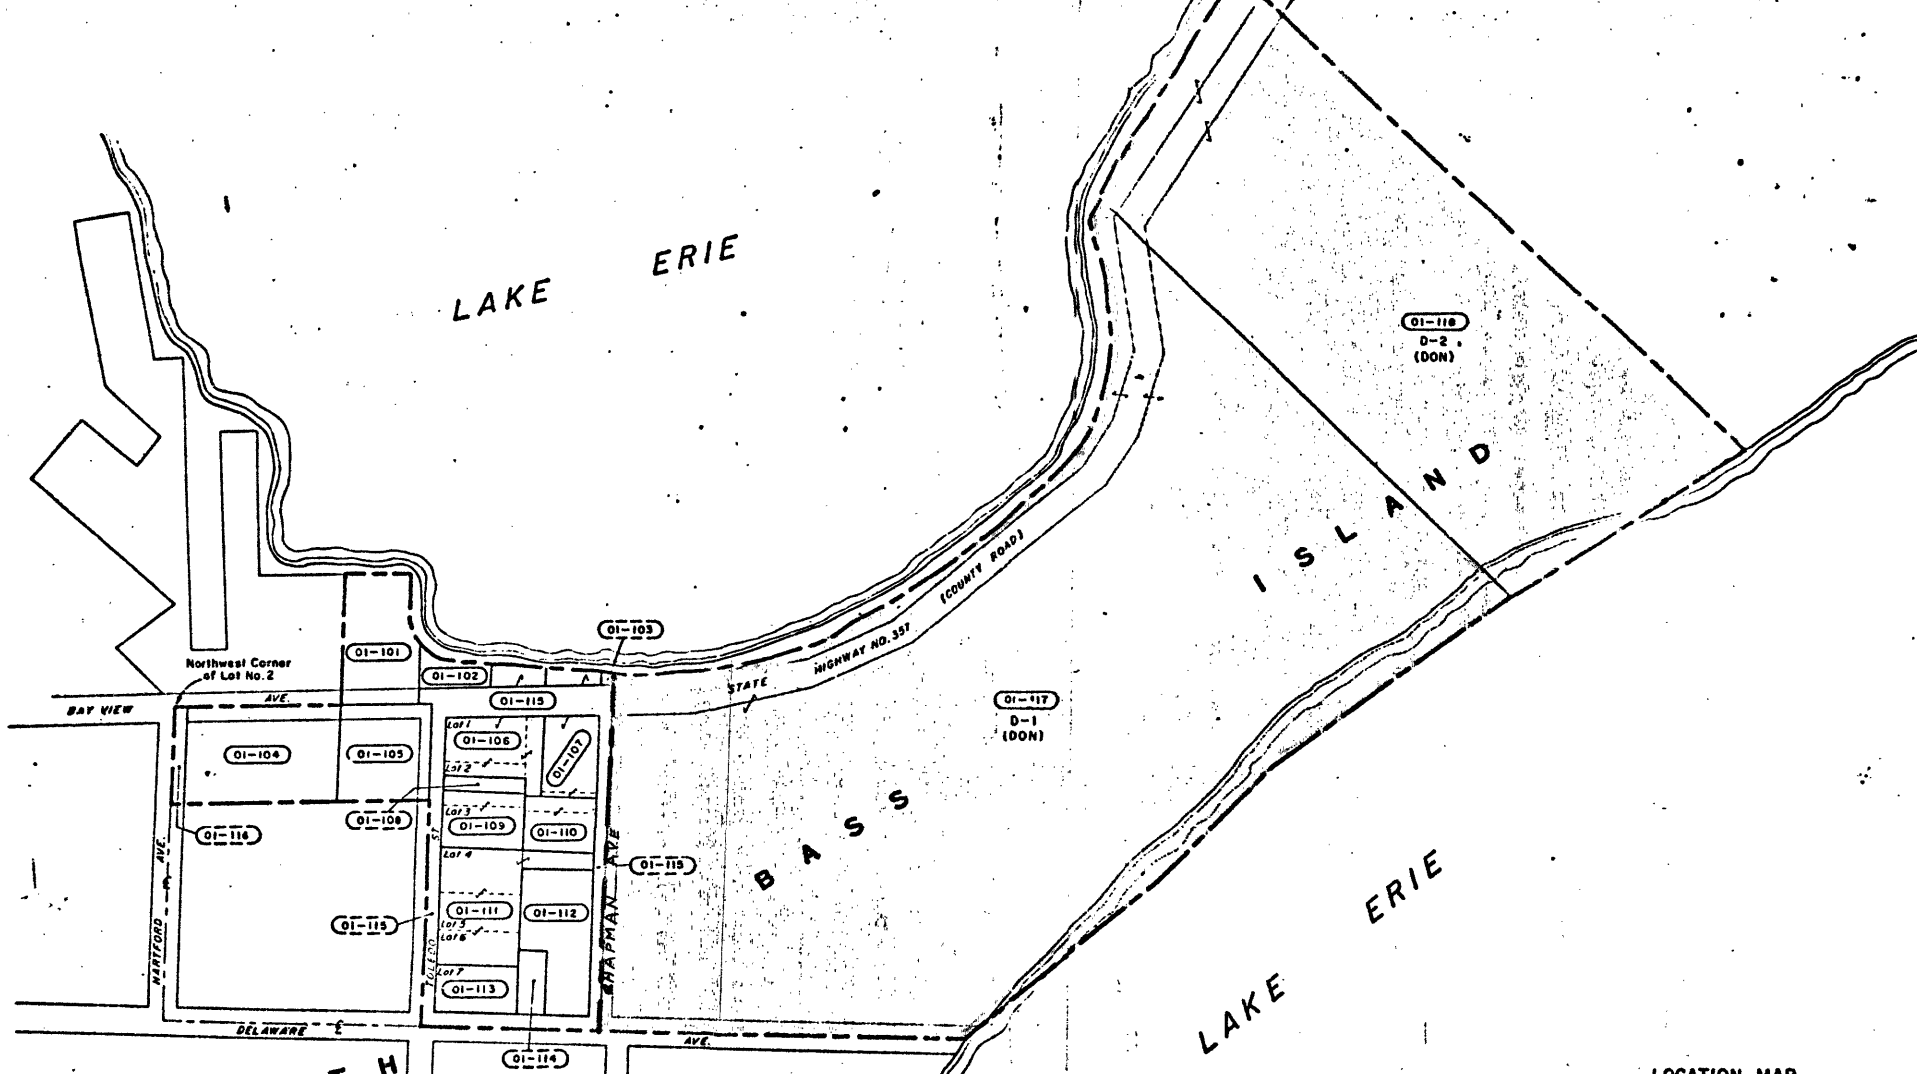 LAKE ERIE
01-118
D-2
(DON)
ISLAND
(COUNTY ROAD)
01-103
HIGHWAY NO. 357
STATE
01-101
Northwest Corner
of Lot No. 2
01-102
AVE.
BAY VIEW
01-115
01-117
D-1
(DON)
Lot 1
01-106
01-107
01-104
01-105
Lot 2
BASS
Lot 3
01-108
01-109
01-110
01-116
ST
AVE.
CHAPMAN AVE
Lot 4
01-115
LAKE ERIE
01-111
01-112
01-115
Lot 5
Lot 6
HARTFORD
TOLEDO
Lot 7
01-113
DELAWARE
AVE.
01-114
H
LOCATION MAP